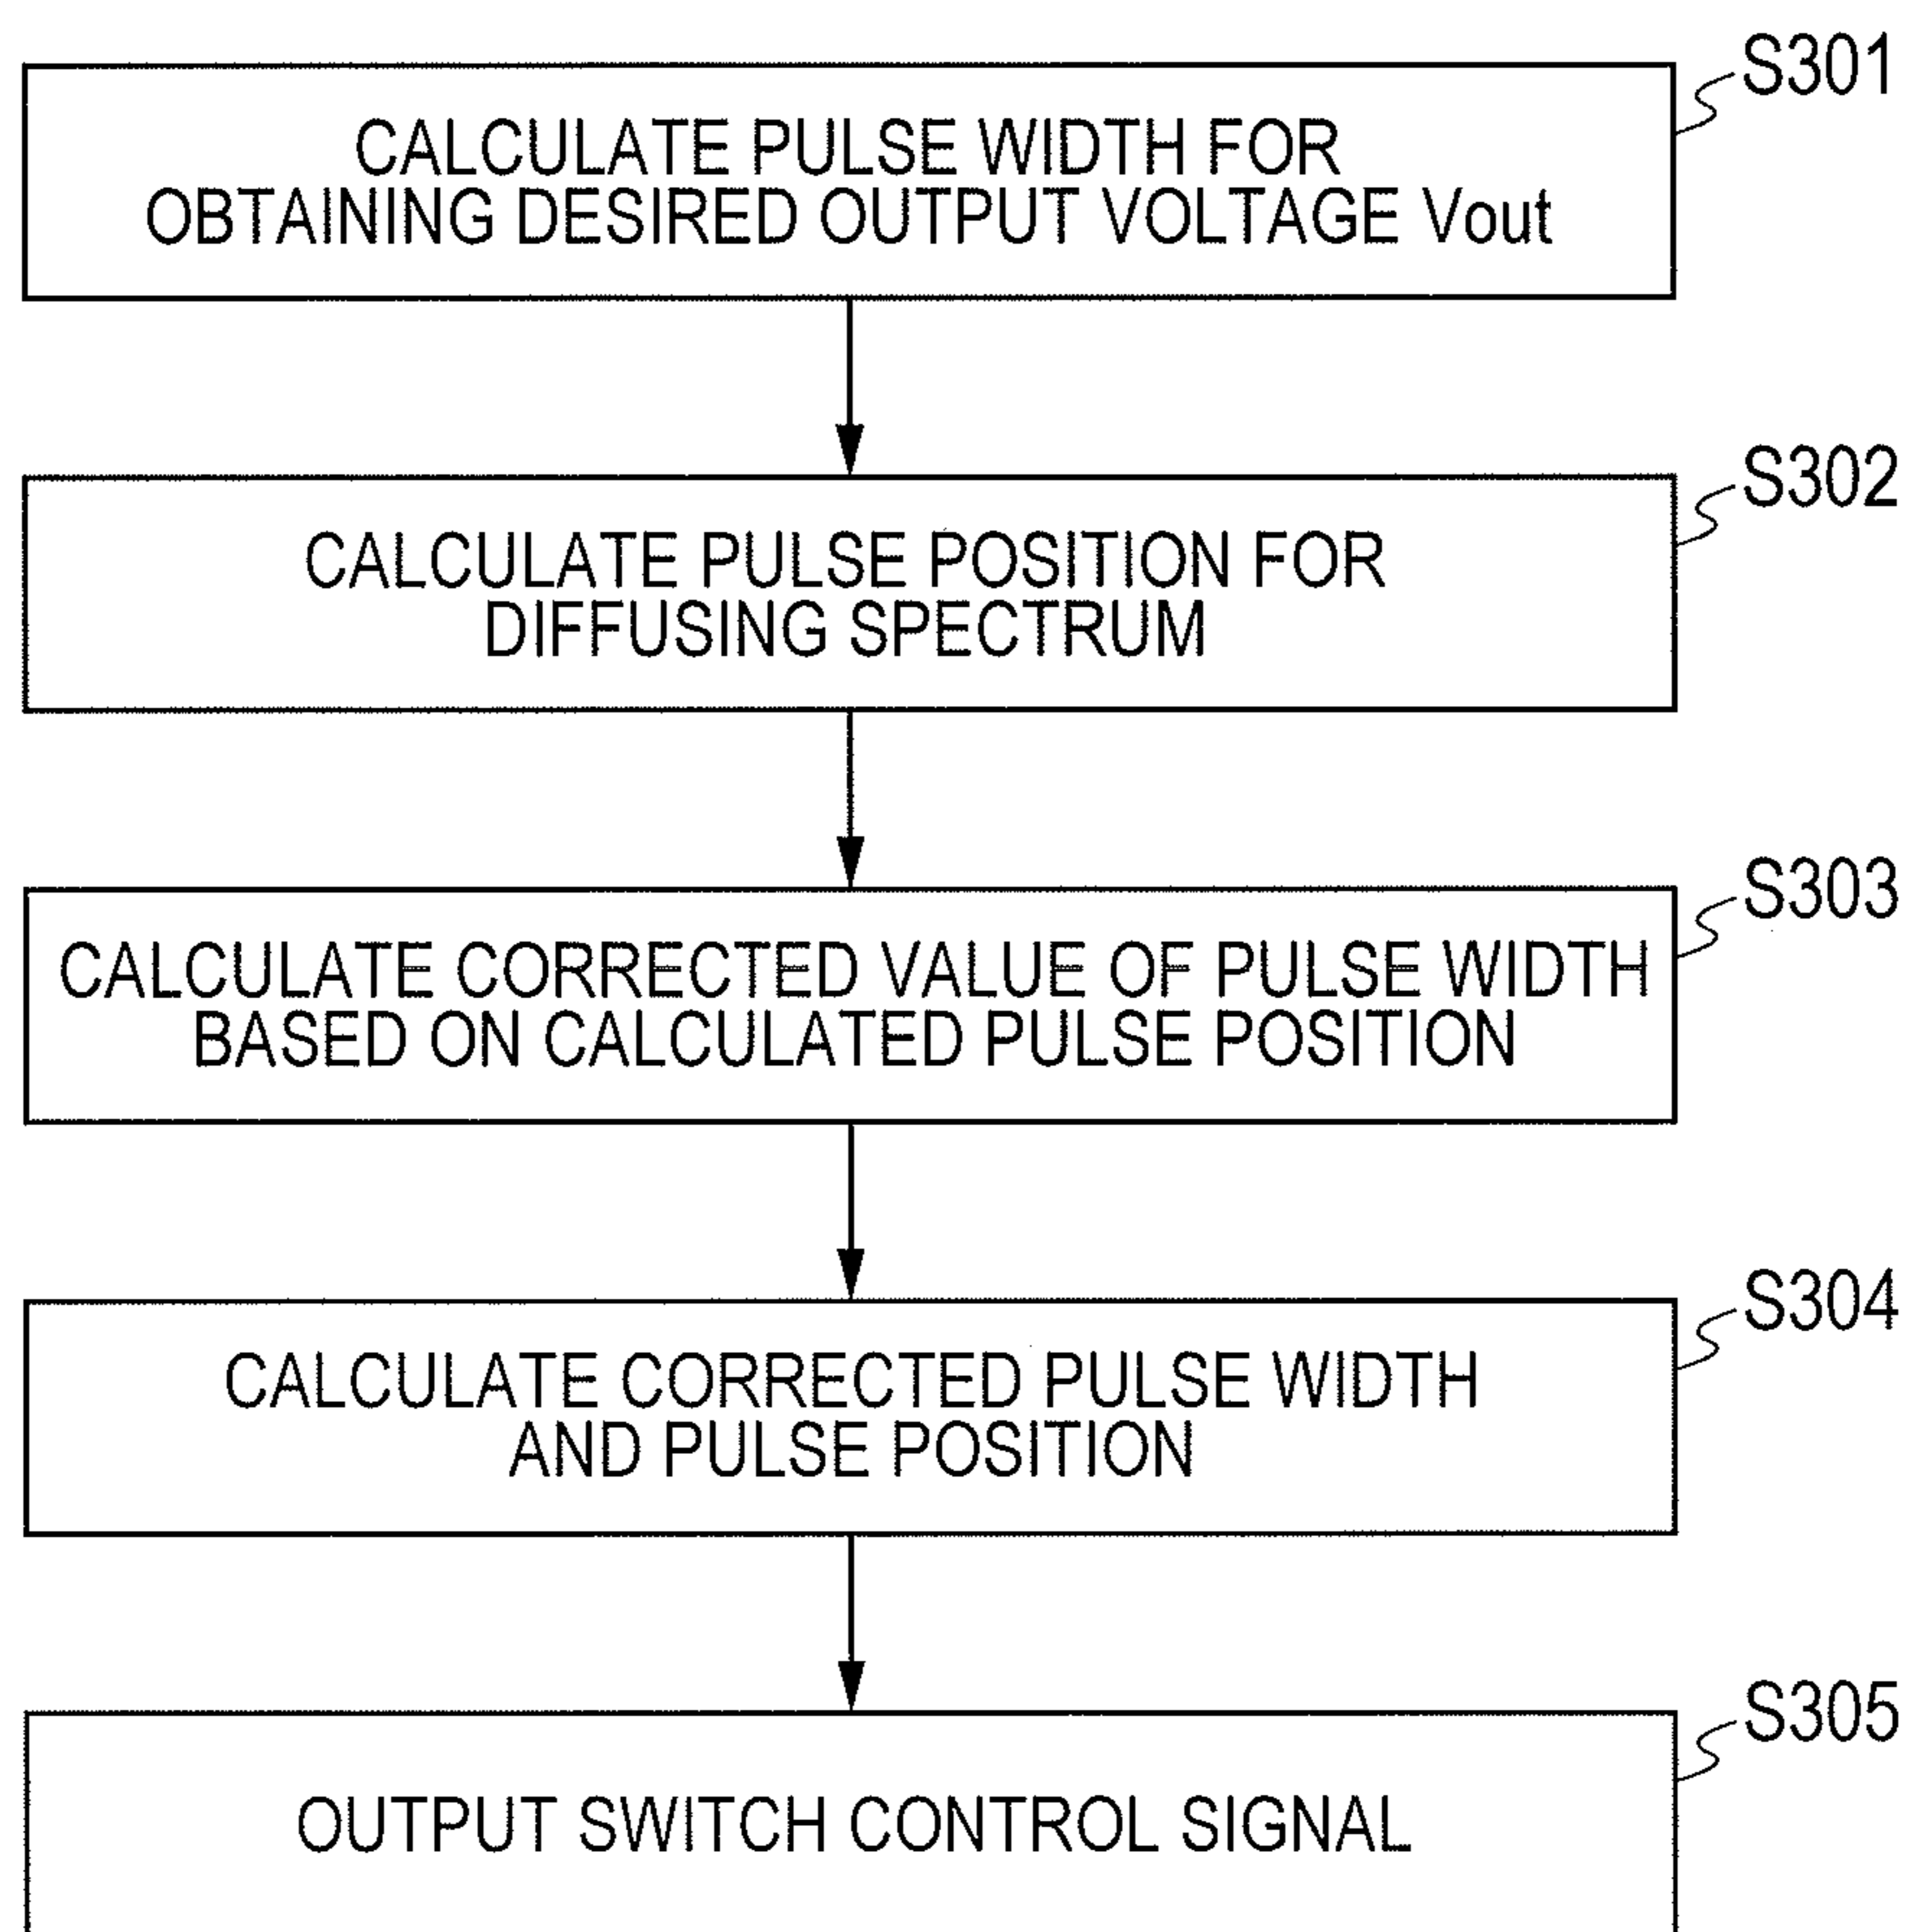 S301
CALCULATE PULSE WIDTH FOR
OBTAINING DESIRED OUTPUT VOLTAGE Vout
S302
CALCULATE PULSE POSITION FOR
DIFFUSING SPECTRUM
S303
CALCULATE CORRECTED VALUE OF PULSE WIDTH
BASED ON CALCULATED PULSE POSITION
S304
CALCULATE CORRECTED PULSE WIDTH
AND PULSE POSITION
S305
OUTPUT SWITCH CONTROL SIGNAL